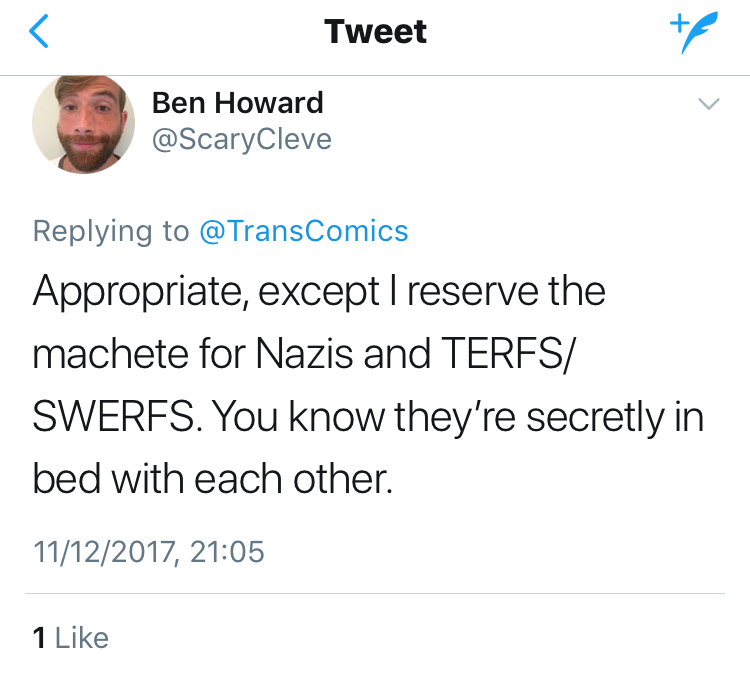 Tweet
Ben Howard
@ScaryCleve
Replying to @TransComics
Appropriate, except I reserve the
machete for Nazis and TERFS/
SWERFS. You know they’re secretly in
bed with each other.
11/12/2017, 21:05
1 Like